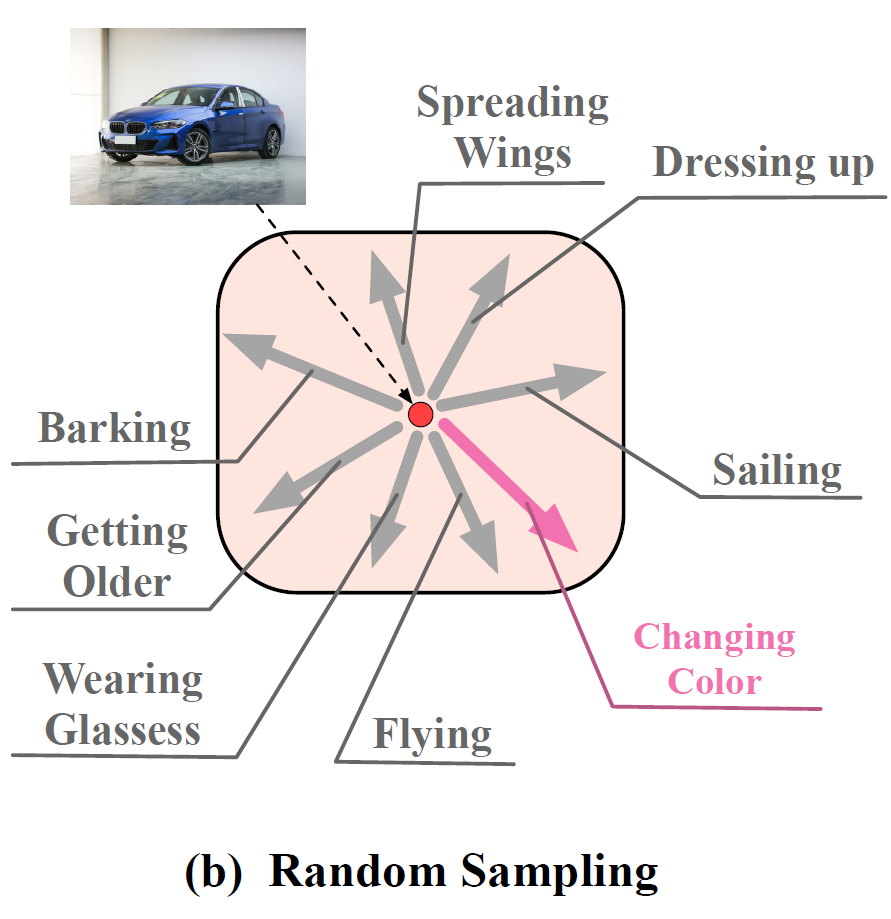 Spreading
Wings
Dressing up
Barking
Sailing
Getting
Older
Changing
Color
Wearing
Glassess
Flying
(b) Random Sampling